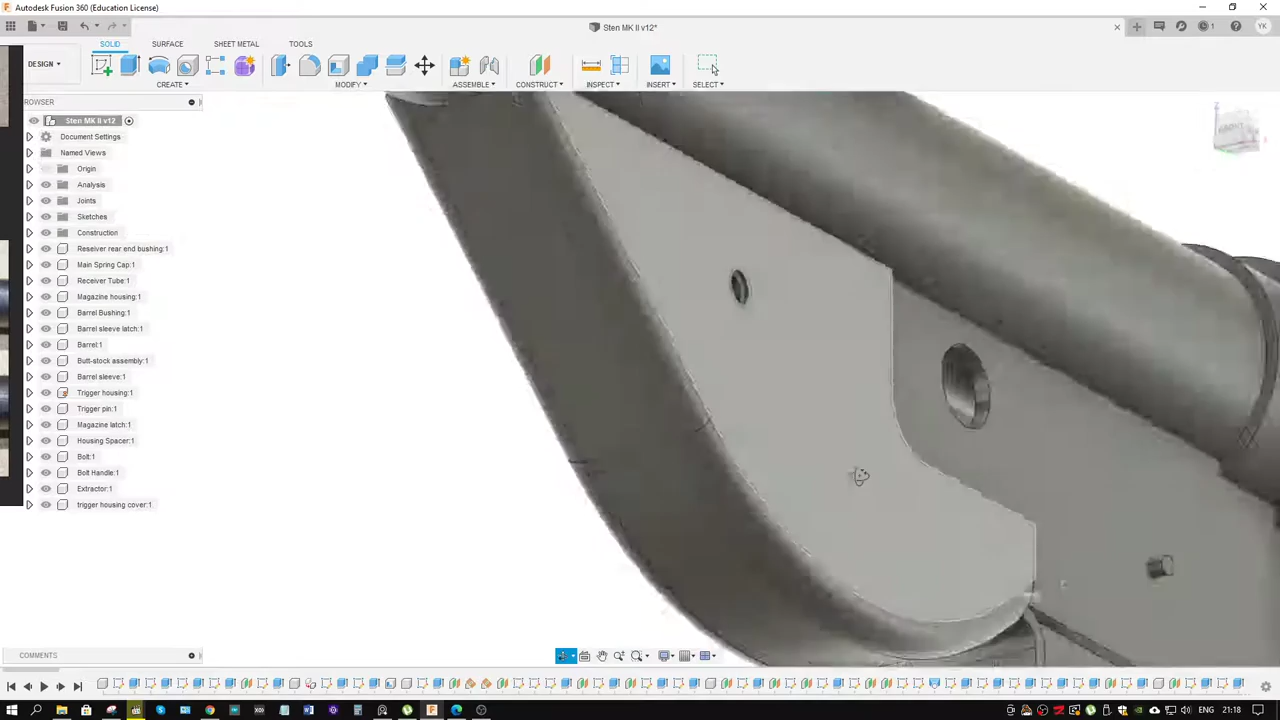 Autodesk Fusion 360 (Education License)
Sten MK II v12*
1
YK
SOLID
SURFACE
SHEET METAL
TOOLS
DESIGN
CREATE
MODIFY
ASSEMBLE
CONSTRUCT
INSPECT
INSERT
SELECT
ROWSER
Sten MK II v12
Document Settings
Named Views
Origin
Analysis
Joints
Sketches
Construction
Reseiver rear end bushing:1
Main Spring Cap:1
Receiver Tube:1
Magazine housing:1
Barrel Bushing:1
Barrel sleeve latch:1
Barrel:1
Butt-stock assembly:1
Barrel sleeve:1
Trigger housing:1
Trigger pin:1
Magazine latch:1
Housing Spacer:1
Bolt:1
Bolt Handle:1
Extractor:1
trigger housing cover:1
FRONT
COMMENTS
ENG
21:18